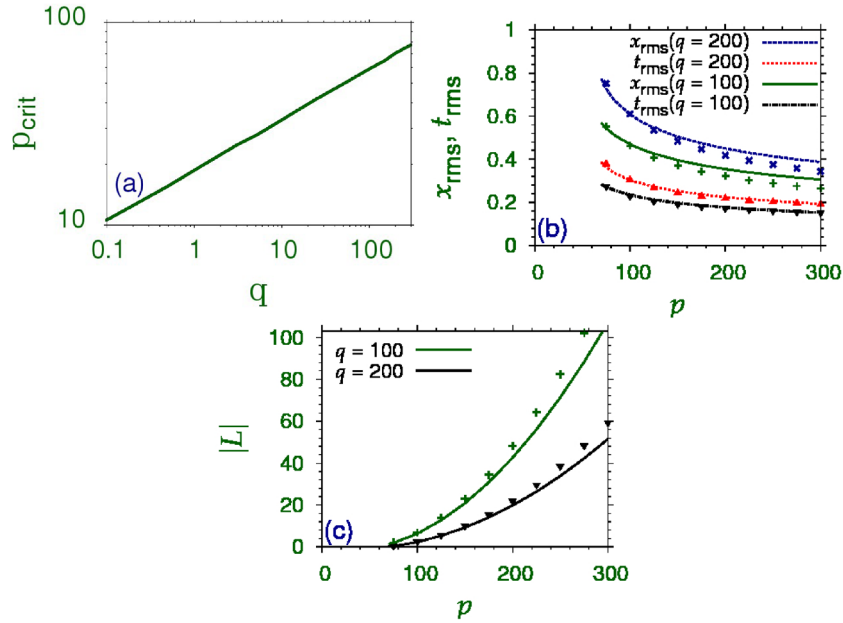 100
10
p_crit
0.1 1 10 100
q
(a)
1
0.8
0.6
0.4
0.2
0
x_rms, t_rms
x_rms(q = 200)
t_rms(q = 200)
x_rms(q = 100)
t_rms(q = 100)
(b)
0 100 200 300
p
100
80
60
40
20
0
|L|
q = 100
q = 200
(c)
0 100 200 300
p